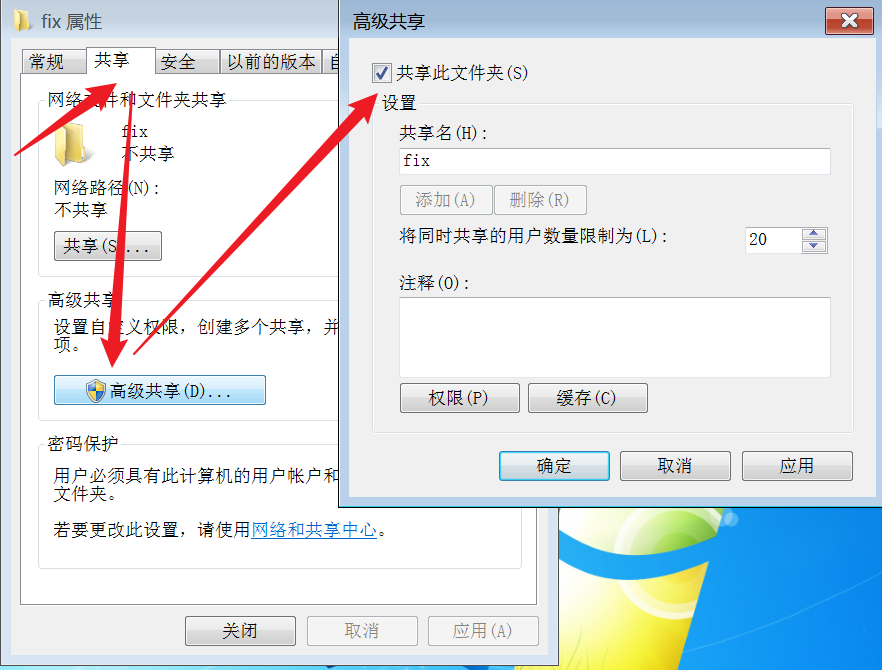 fix 属性
常规
共享
安全
以前的版本
网络文件和文件夹共享
fix
不共享
网络路径(N):
不共享
共享(S)...
高级共享
设置自定义权限，创建多个共享，并
项。
高级共享(D)...
密码保护
用户必须具有此计算机的用户帐户和
文件夹。
若要更改此设置，请使用网络和共享中心。
关闭
取消
应用(A)
高级共享
共享此文件夹(S)
设置
共享名(H):
fix
添加(A)
删除(R)
将同时共享的用户数量限制为(L):
20
注释(O):
权限(P)
缓存(C)
确定
取消
应用